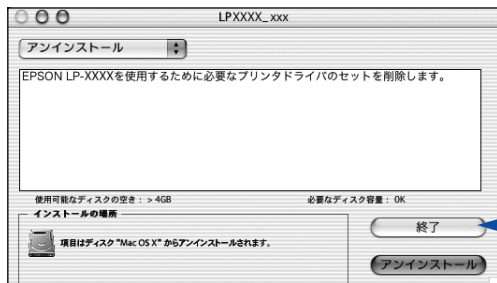 LPXXXX_xxx
アンインストール
EPSON LP-XXXXを使用するために必要なプリンタドライバのセットを削除します。
使用可能なディスクの空き： > 4GB 必要なディスク容量： 0K
インストールの場所
項目はディスク "Mac OS X" からアンインストールされます。
終了
アンインストール